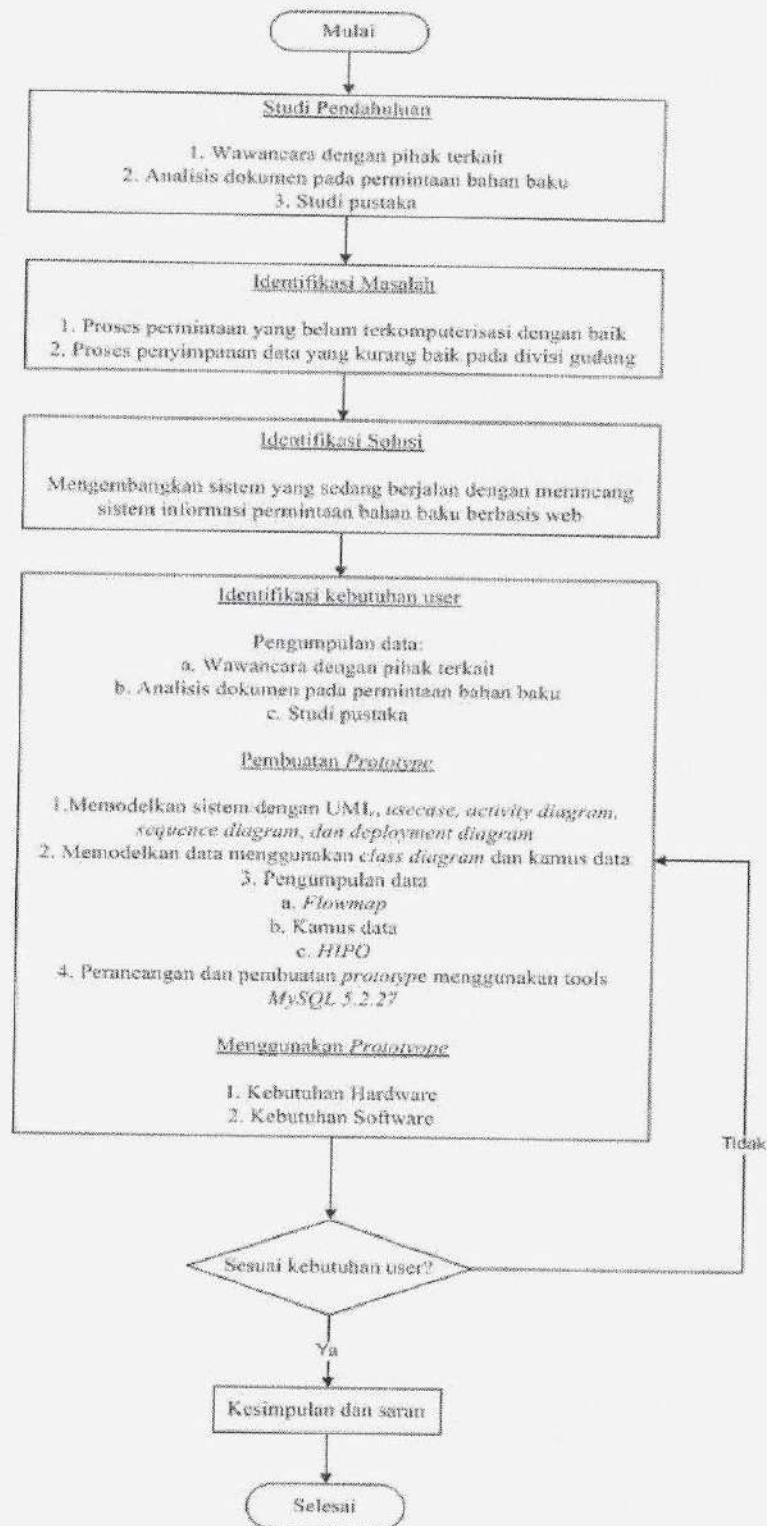 Mulai
Studi Pendahuluan
1. Wawancara dengan pihak terkait
2. Analisis dokumen pada permintaan bahan baku
3. Studi pustaka
Identifikasi Masalah
1. Proses permintaan yang belum terkomputerisasi dengan baik
2. Proses penyimpanan data yang kurang baik pada divisi gudang
Identifikasi Solusi
Mengembangkan sistem yang sedang berjalan dengan merancang
sistem informasi permintaan bahan baku berbasis web
Identifikasi kebutuhan user
Pengumpulan data:
a. Wawancara dengan pihak terkait
b. Analisis dokumen pada permintaan bahan baku
c. Studi pustaka
Pembuatan Prototype
1.Memodelkan sistem dengan UML, usecase, activity diagram,
sequence diagram, dan deployment diagram
2. Memodelkan data menggunakan class diagram dan kamus data
3. Pengumpulan data
a. Flowmap
b. Kamus data
c. HIPO
4. Perancangan dan pembuatan prototype menggunakan tools
MySQL 5.2.27
Menggunakan Prototype
1. Kebutuhan Hardware
2. Kebutuhan Software
Tidak
Sesuai kebutuhan user?
Ya
Kesimpulan dan saran
Selesai